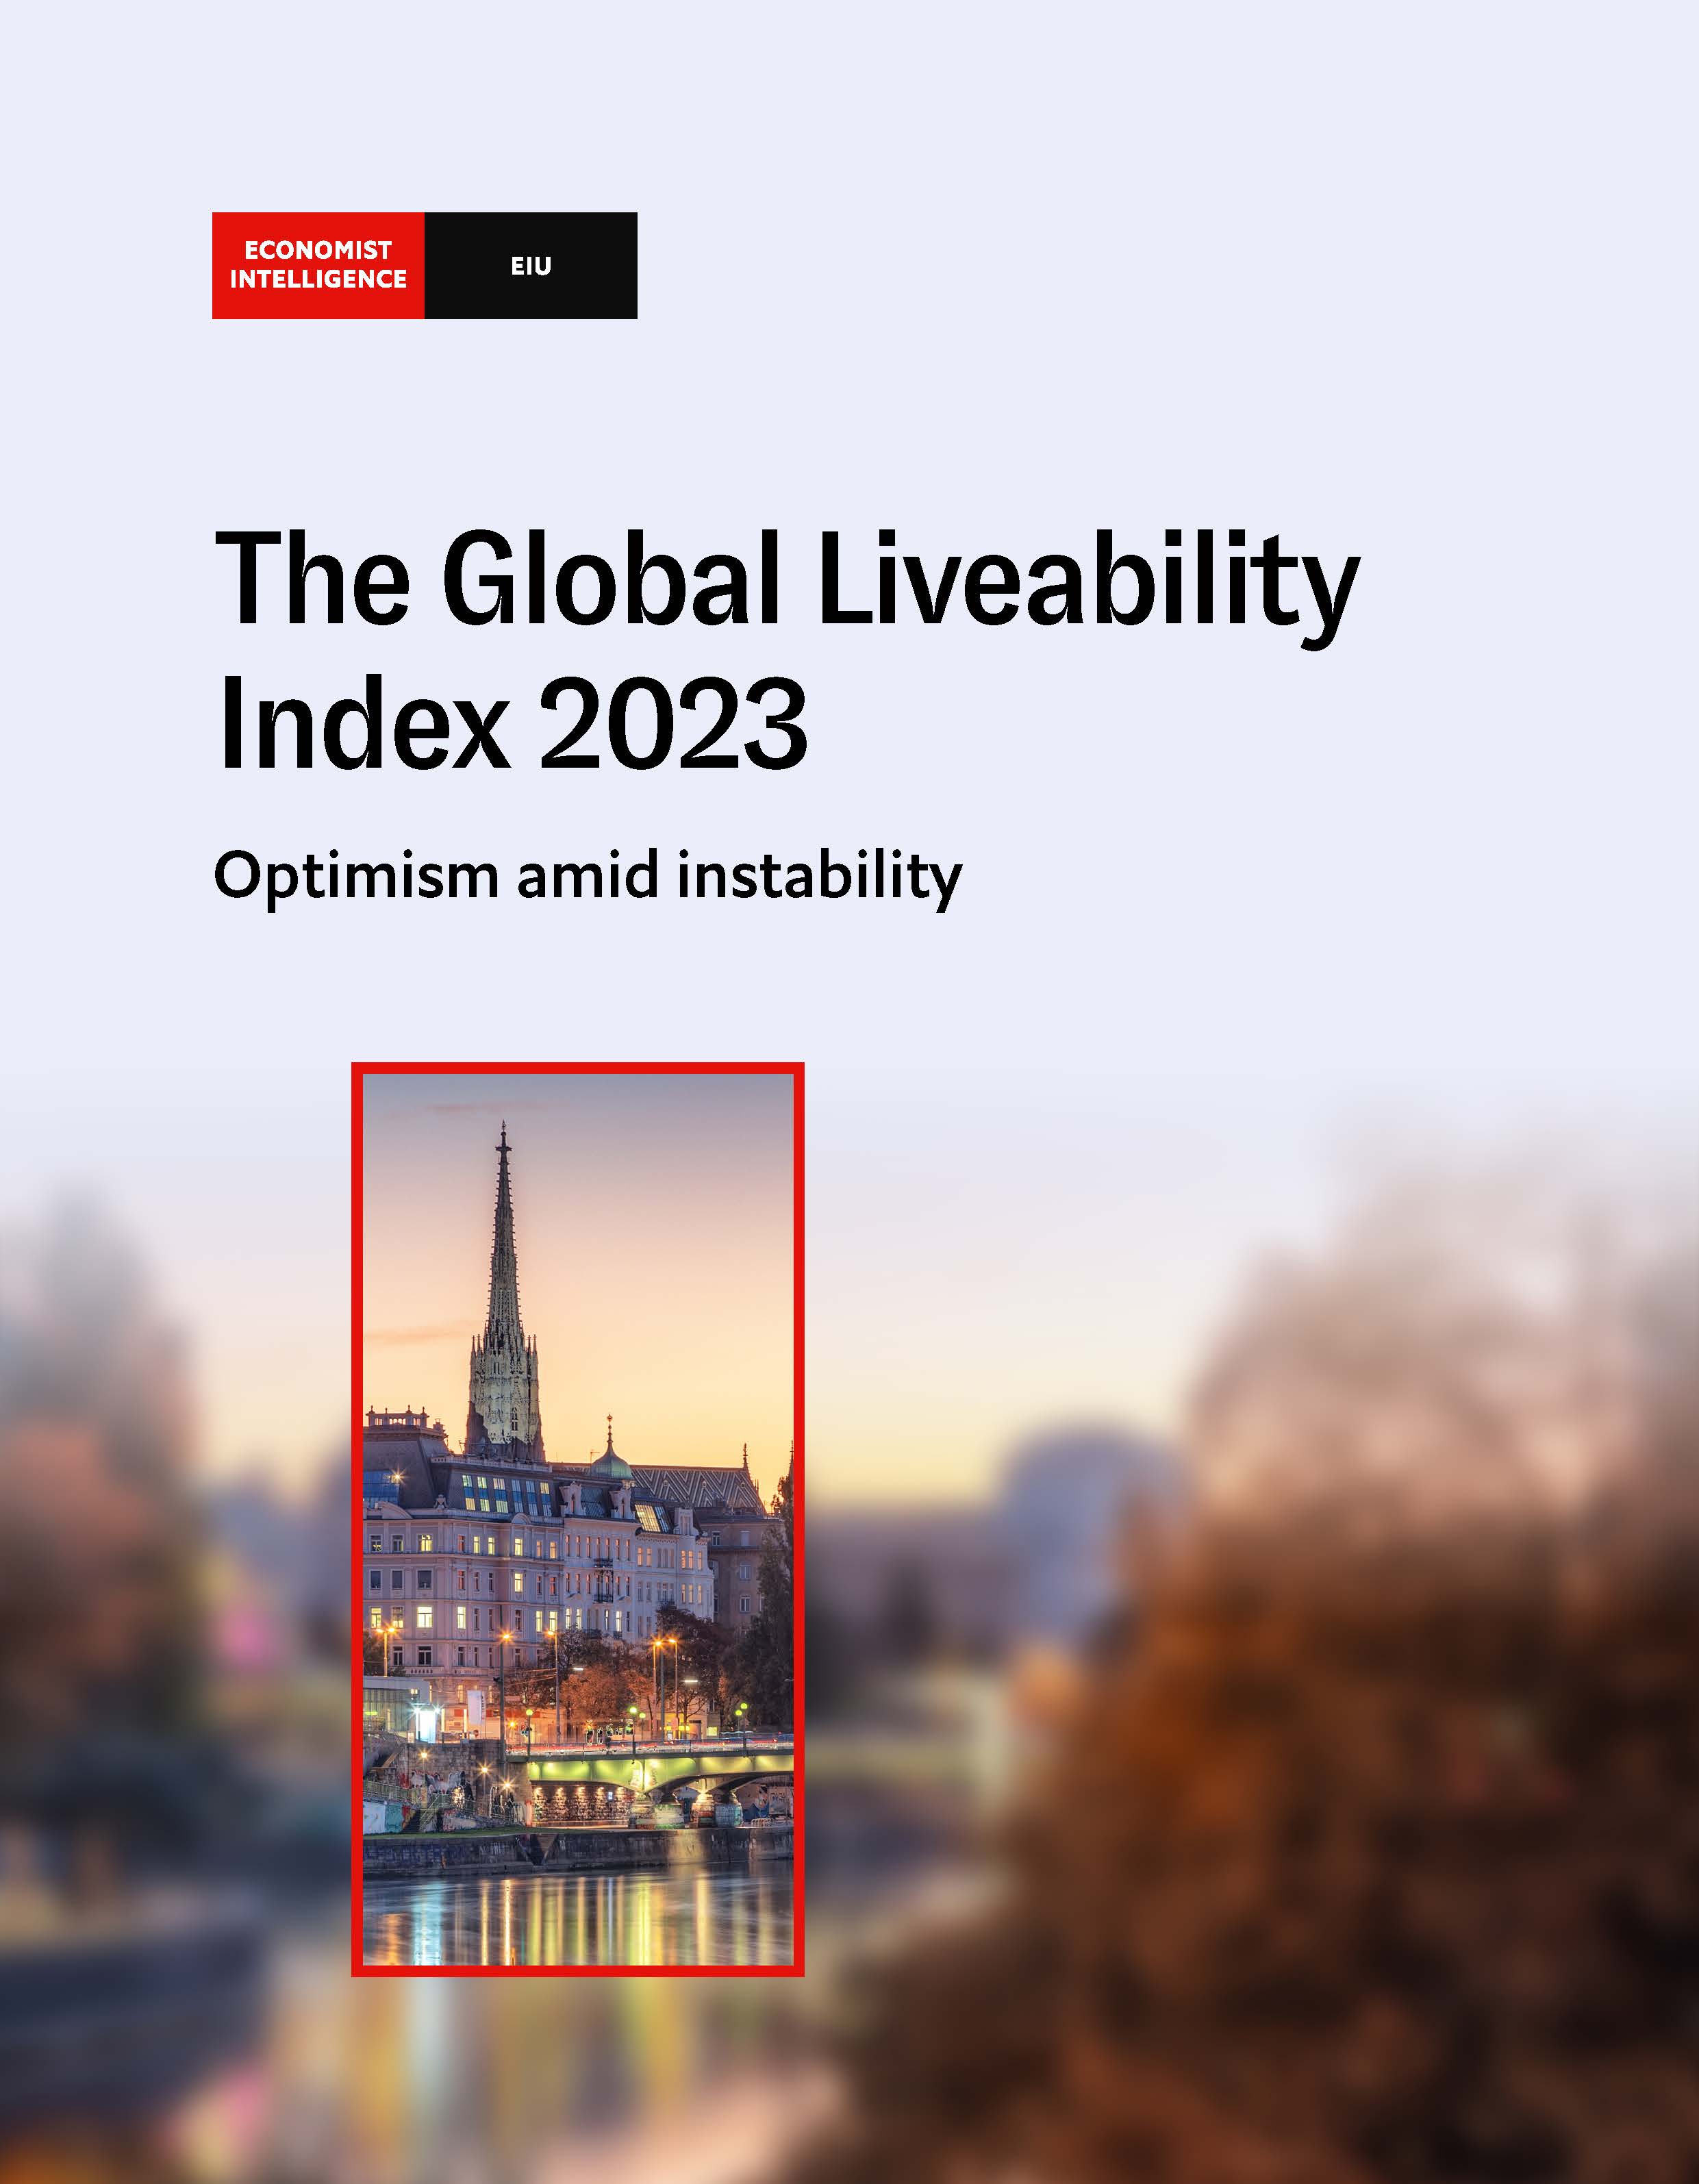 ECONOMIST
INTELLIGENCE
EIU
The Global Liveability
Index 2023
Optimism amid instability